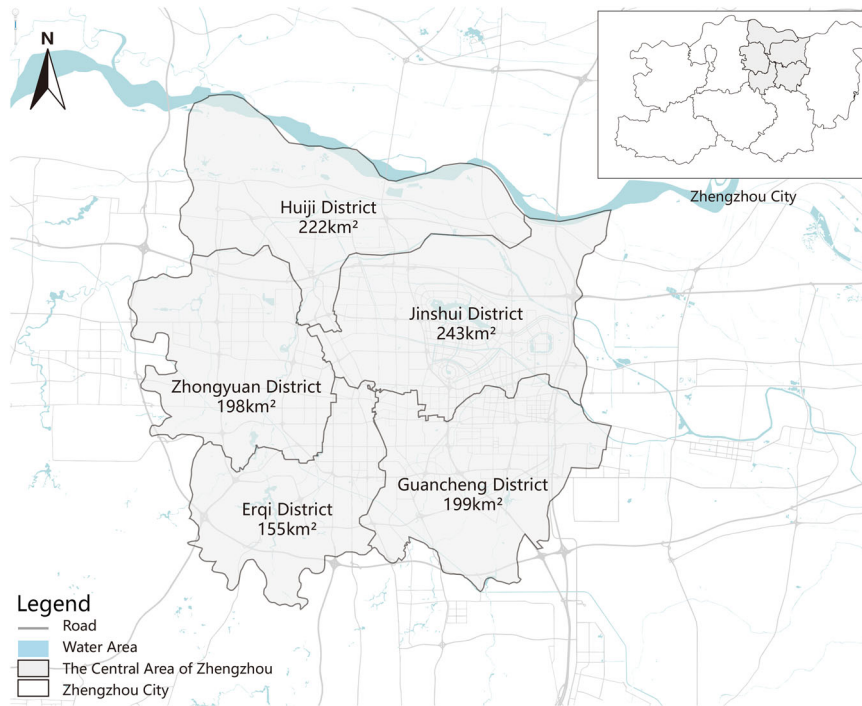 N
Zhengzhou City
Huiji District
222km²
Jinshui District
243km²
Zhongyuan District
198km²
Guancheng District
199km²
Erqi District
155km²
Legend
Road
Water Area
The Central Area of Zhengzhou
Zhengzhou City